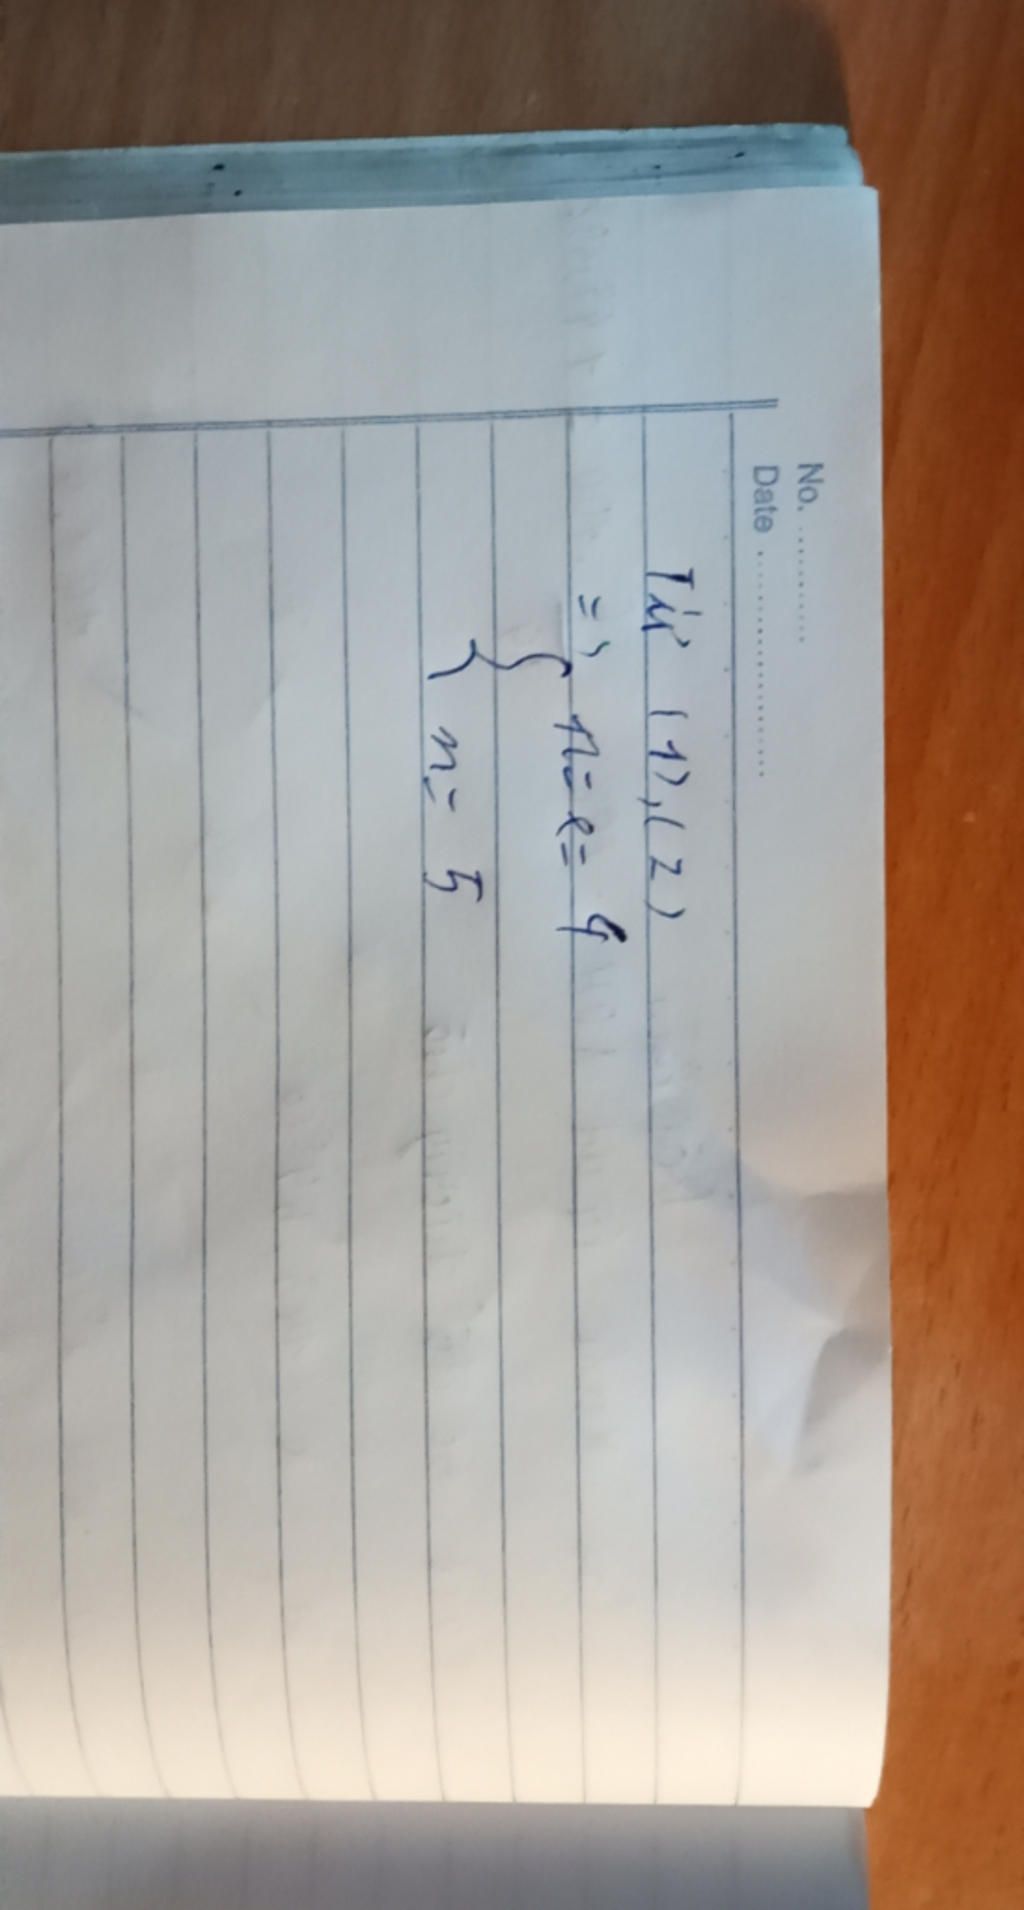 No. ............
Date ........................
Từ (1),(2)
=> { n = e = 4
{ n = 5